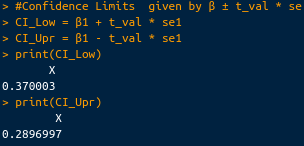 > #Confidence Limits  given by β ± t_val * se
> CI_Low = β1 + t_val * se1
> CI_Upr = β1 - t_val * se1
> print(CI_Low)
       X
0.370003
> print(CI_Upr)
        X
0.2896997